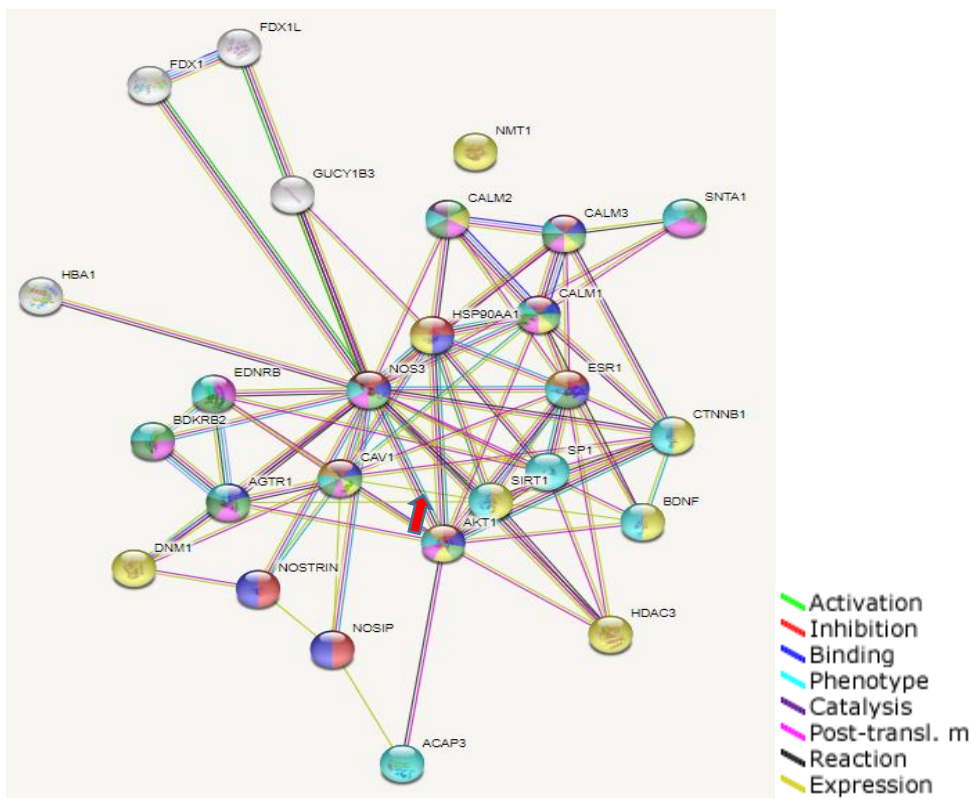 FDX1L
FDX1
NMT1
GUCY1B3
CALM2
SNTA1
CALM3
HBA1
CALM1
HSP90AA1
NOS3
ESR1
EDNRB
CTNNB1
BDKRB2
SP1
CAV1
AGTR1
SIRT1
BDNF
AKT1
DNM1
NOSTRIN
HDAC3
NOSIP
ACAP3
Activation
Inhibition
Binding
Phenotype
Catalysis
Post-transl. m
Reaction
Expression